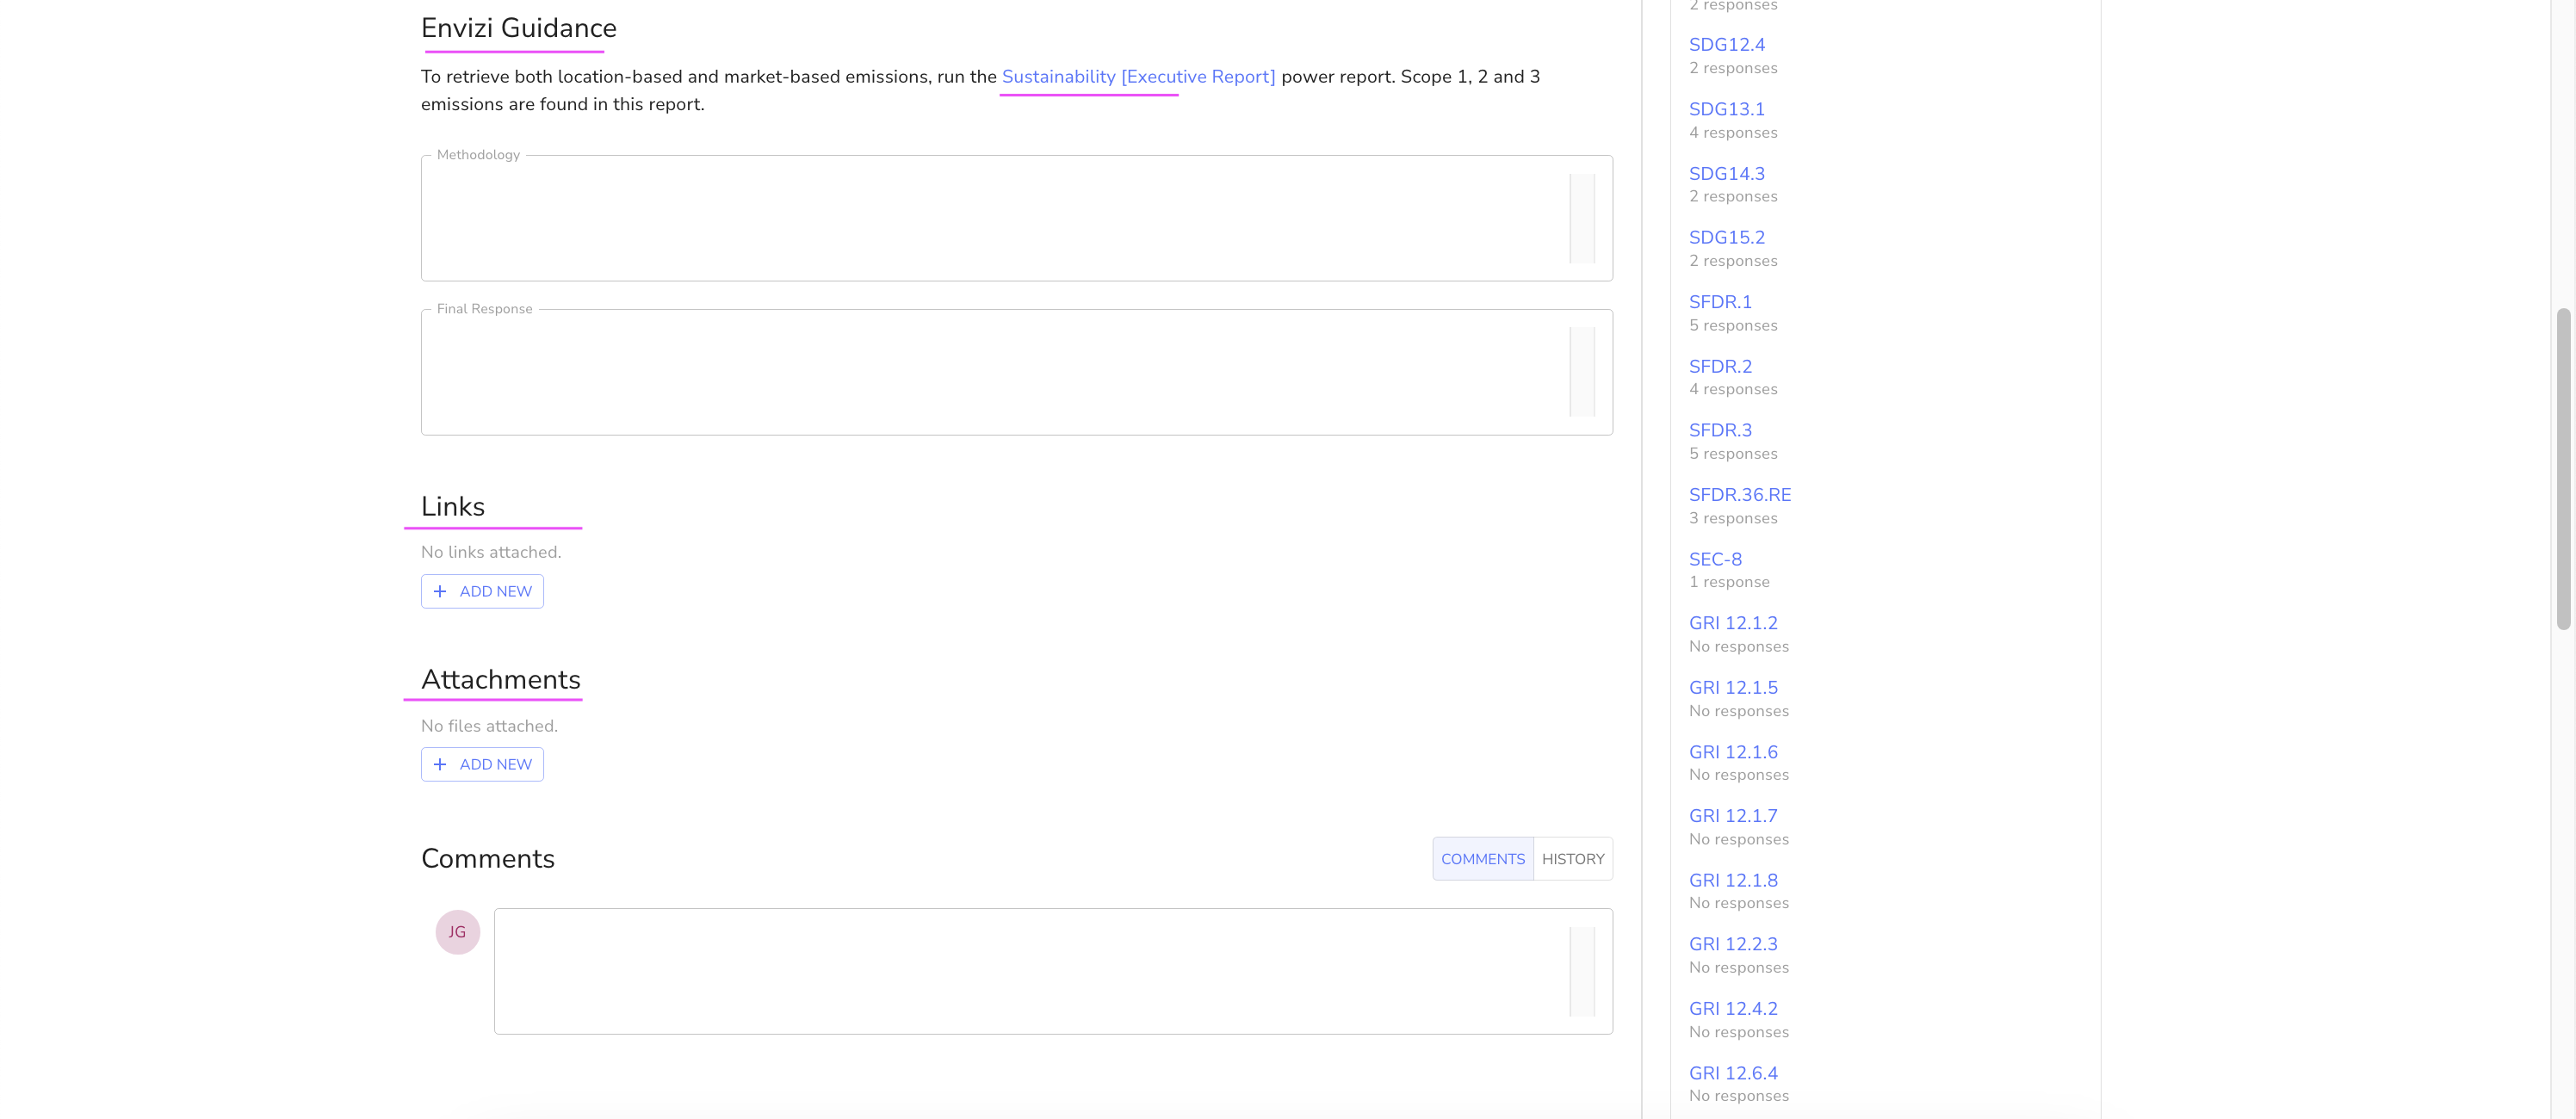 Envizi Guidance
To retrieve both location-based and market-based emissions, run the Sustainability [Executive Report] power report. Scope 1, 2 and 3
emissions are found in this report.
Methodology
Final Response
Links
No links attached.
+ ADD NEW
Attachments
No files attached.
+ ADD NEW
Comments
COMMENTS HISTORY
JG
2 responses
SDG12.4
2 responses
SDG13.1
4 responses
SDG14.3
2 responses
SDG15.2
2 responses
SFDR.1
5 responses
SFDR.2
4 responses
SFDR.3
5 responses
SFDR.36.RE
3 responses
SEC-8
1 response
GRI 12.1.2
No responses
GRI 12.1.5
No responses
GRI 12.1.6
No responses
GRI 12.1.7
No responses
GRI 12.1.8
No responses
GRI 12.2.3
No responses
GRI 12.4.2
No responses
GRI 12.6.4
No responses